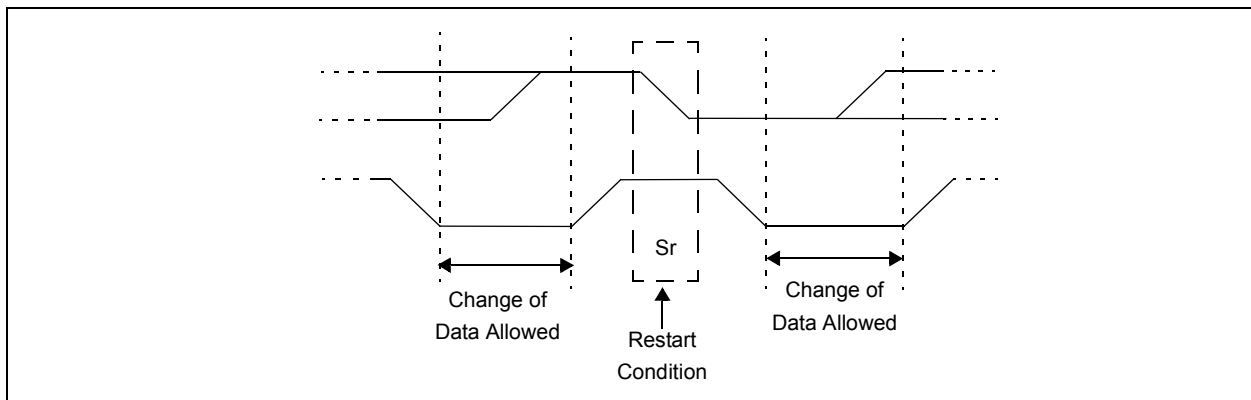 Sr
Change of
Data Allowed
Restart
Condition
Change of
Data Allowed